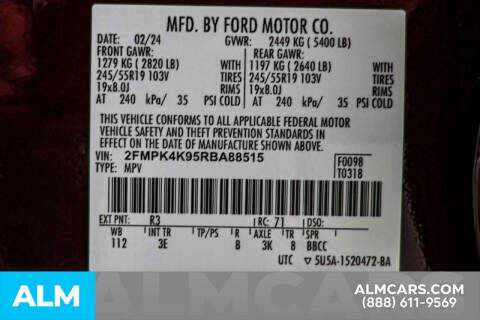 MFD. BY FORD MOTOR CO.
DATE: 02/24 GVWR: 2449 KG ( 5400 LB)
FRONT GAWR: REAR GAWR:
1279 KG ( 2820 LB) WITH 1197 KG ( 2640 LB) WITH
245/55R19 103V TIRES 245/55R19 103V TIRES
19x8.0J RIMS 19x8.0J RIMS
AT 240 kPa/ 35 PSI COLD AT 240 kPa/ 35 PSI COLD
THIS VEHICLE CONFORMS TO ALL APPLICABLE FEDERAL MOTOR
VEHICLE SAFETY AND THEFT PREVENTION STANDARDS IN
EFFECT ON THE DATE OF MANUFACTURE SHOWN ABOVE.
VIN: 2FMPK4K95RBA88515 F0098
TYPE: MPV T0318
EXT PNT: R3 RC: 71 DSO:
WB INT TR TP/PS R AXLE TR SPR
112 3E B 3K 8 BBCC
UTC 5U5A-1520472-BA
ALMCARS
ALM
ALMCARS.COM
(888) 611-9569